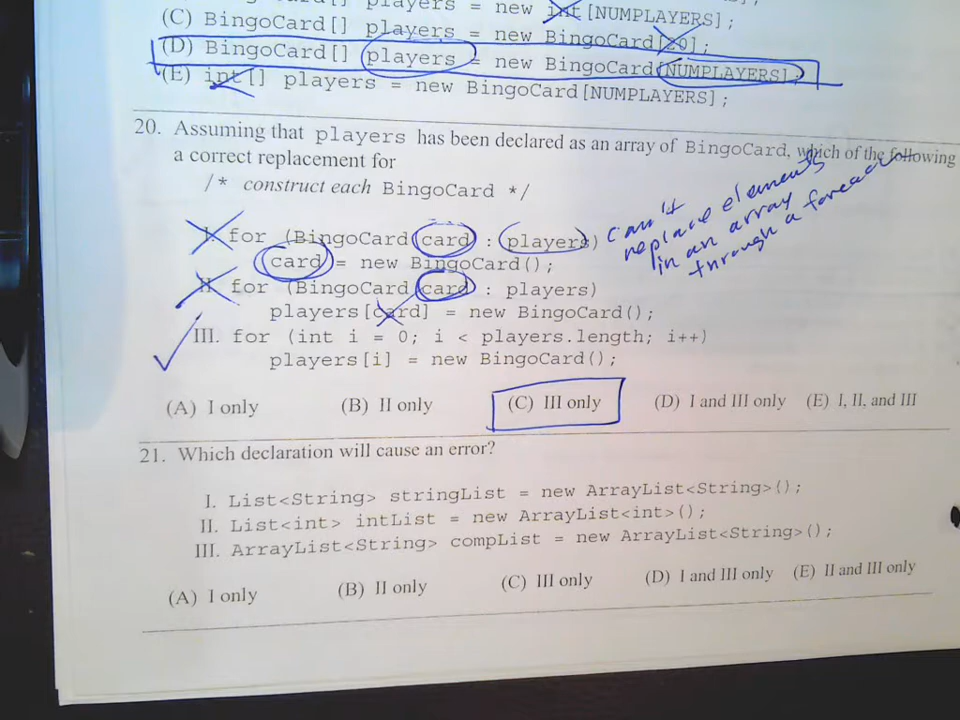 players = new int [NUMPLAYERS];
(C) BingoCard[] players = new BingoCard[20];
(D) BingoCard[] players = new BingoCard[NUMPLAYERS];
(E) int[] players = new BingoCard[NUMPLAYERS];
20. Assuming that players has been declared as an array of BingoCard, which of the following
a correct replacement for
/* construct each BingoCard */
I. for (BingoCard card : players)
card = new BingoCard();
can't
replace elements
in an array
through a foreach
II. for (BingoCard card : players)
players[card] = new BingoCard();
III. for (int i = 0; i < players.length; i++)
players[i] = new BingoCard();
(A) I only (B) II only (C) III only (D) I and III only (E) I, II, and III
21. Which declaration will cause an error?
I. List<String> stringList = new ArrayList<String>();
II. List<int> intList = new ArrayList<int>();
III. ArrayList<String> compList = new ArrayList<String>();
(A) I only (B) II only (C) III only (D) I and III only (E) II and III only